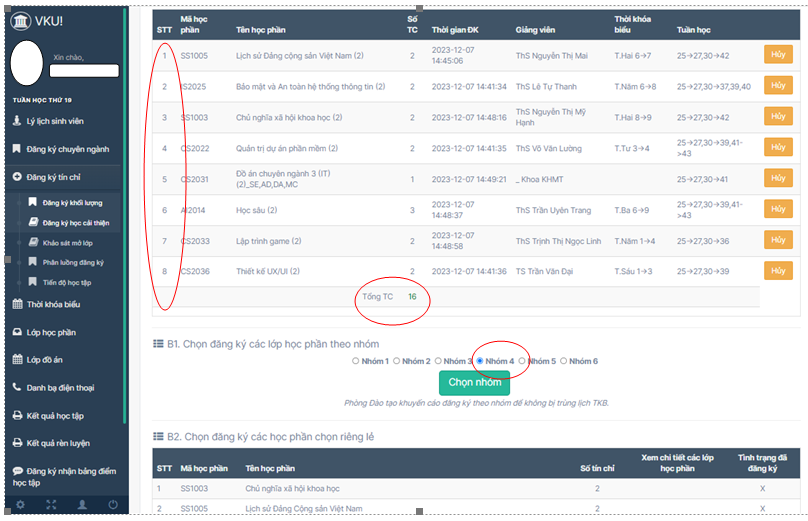 VKU!
Xin chào,
TUẦN HỌC THỨ 19
Lý lịch sinh viên
Đăng ký chuyên ngành
Đăng ký tín chỉ
Đăng ký khối lượng
Đăng ký học cải thiện
Khảo sát mở lớp
Phân luồng đăng ký
Tiến độ học tập
Thời khóa biểu
Lớp học phần
Lớp đồ án
Danh bạ điện thoại
Kết quả học tập
Kết quả rèn luyện
Đăng ký nhận bảng điểm
học tập
STT Mã học phần Tên học phần Số TC Thời gian ĐK Giảng viên Thời khóa biểu Tuần học
1 SS1005 Lịch sử Đảng cộng sản Việt Nam (2) 2 2023-12-07 14:45:06 ThS Nguyễn Thị Mai T.Hai 6->7 25->27,30->42 Hủy
2 IS2025 Bảo mật và An toàn hệ thống thông tin (2) 2 2023-12-07 14:41:34 ThS Lê Tự Thanh T.Năm 6->8 25->27,30->37,39,40 Hủy
3 SS1003 Chủ nghĩa xã hội khoa học (2) 2 2023-12-07 14:48:16 ThS Nguyễn Thị Mỹ Hạnh T.Hai 8->9 25->27,30->42 Hủy
4 CS2022 Quản trị dự án phần mềm (2) 2 2023-12-07 14:41:35 ThS Võ Văn Lường T.Tư 3->4 25->27,30->39,41->43 Hủy
5 CS2031 Đồ án chuyên ngành 3 (IT) (2)_SE,AD,DA,MC 1 2023-12-07 14:49:21 _ Khoa KHMT 25->27,30->41 Hủy
6 AI2014 Học sâu (2) 3 2023-12-07 14:48:37 ThS Trần Uyên Trang T.Ba 6->9 25->27,30->39,41->43 Hủy
7 CS2033 Lập trình game (2) 2 2023-12-07 14:48:58 ThS Trịnh Thị Ngọc Linh T.Năm 1->4 25->27,30->36 Hủy
8 CS2036 Thiết kế UX/UI (2) 2 2023-12-07 14:41:36 TS Trần Văn Đại T.Sáu 1->3 25->27,30->39 Hủy
Tổng TC 16
B1. Chọn đăng ký các lớp học phần theo nhóm
Nhóm 1 Nhóm 2 Nhóm 3 Nhóm 4 Nhóm 5 Nhóm 6
Chọn nhóm
Phòng Đào tạo khuyến cáo đăng ký theo nhóm để không bị trùng lịch TKB.
B2. Chọn đăng ký các học phần chọn riêng lẻ
STT Mã học phần Tên học phần Số tín chỉ Xem chi tiết các lớp học phần Tình trạng đã đăng ký
1 SS1003 Chủ nghĩa xã hội khoa học 2 X
2 SS1005 Lịch sử Đảng Cộng sản Việt Nam 2 X